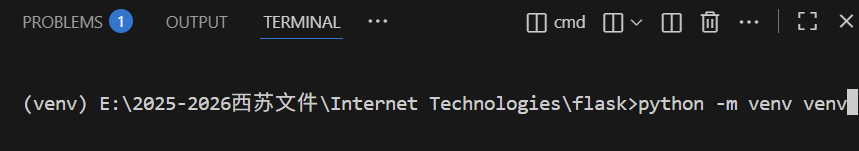 PROBLEMS 1 OUTPUT TERMINAL ··· cmd ···
(venv) E:\2025-2026西苏文件\Internet Technologies\flask>python -m venv venv